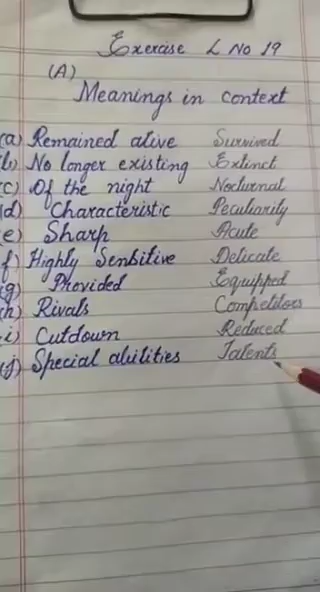 Exercise L No 19
(A)
Meanings in context
(a) Remained alive Survived
(b) No longer existing Extinct
(c) Of the night Nocturnal
(d) Characteristic Peculiarity
(e) Sharp Acute
(f) Highly Sensitive Delicate
(g) Provided Equipped
(h) Rivals Competitors
(i) Cutdown Reduced
(j) Special abilities Talents